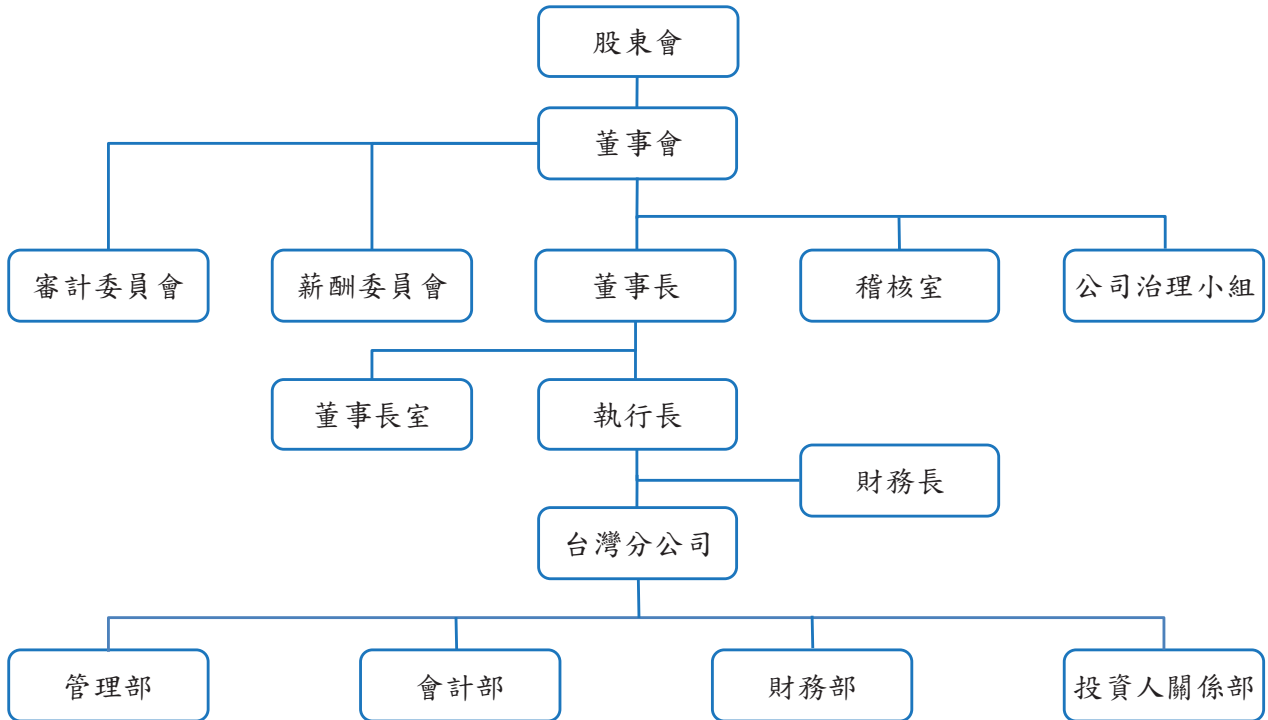 股東會
董事會
審計委員會
薪酬委員會
董事長
稽核室
公司治理小組
董事長室
執行長
財務長
台灣分公司
管理部
會計部
財務部
投資人關係部